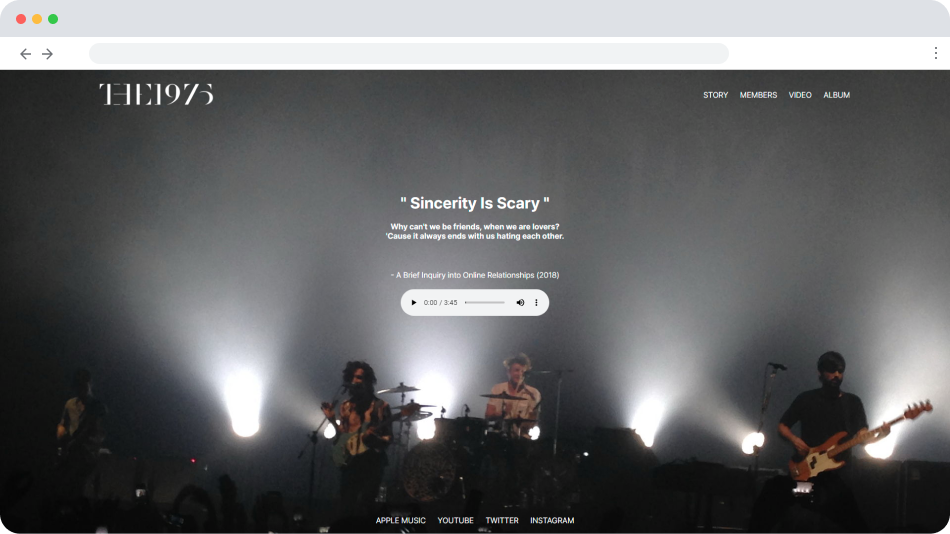 THE1975
STORY MEMBERS VIDEO ALBUM
" Sincerity Is Scary "
Why can't we be friends, when we are lovers?
'Cause it always ends with us hating each other.
- A Brief Inquiry into Online Relationships (2018)
0:00 / 3:45
APPLE MUSIC YOUTUBE TWITTER INSTAGRAM